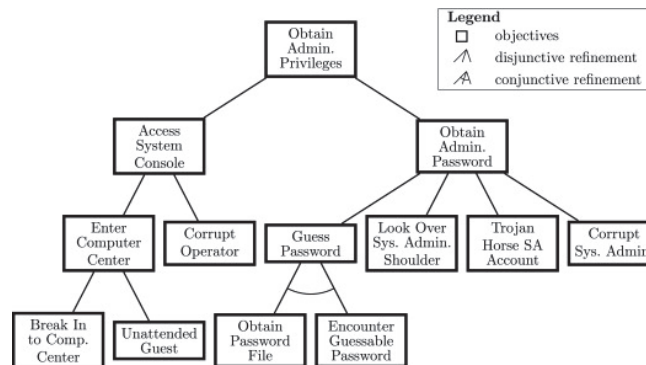 Obtain
Admin.
Privileges
Legend
objectives
disjunctive refinement
conjunctive refinement
Access
System
Console
Obtain
Admin.
Password
Enter
Computer
Center
Corrupt
Operator
Guess
Password
Look Over
Sys. Admin.
Shoulder
Trojan
Horse SA
Account
Corrupt
Sys. Admin
Break In
to Comp.
Center
Unattended
Guest
Obtain
Password
File
Encounter
Guessable
Password